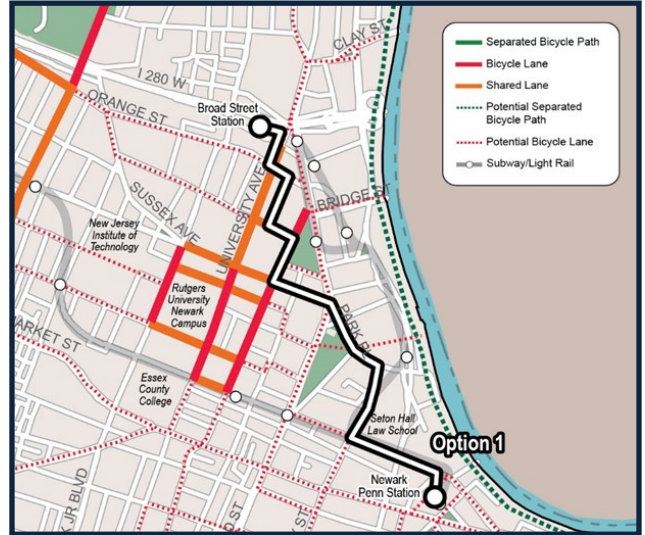 CLAY ST
I 280 W
ORANGE ST
Broad Street
Station
SUSSEX AVE
UNIVERSITY AVE
BRIDGE ST
New Jersey
Institute of
Technology
Rutgers
University
Newark
Campus
PARK PL
MARKET ST
Essex
County
College
Seton Hall
Law School
Option 1
Newark
Penn Station
K JR BLVD
D ST
Y ST
Separated Bicycle Path
Bicycle Lane
Shared Lane
Potential Separated
Bicycle Path
Potential Bicycle Lane
Subway/Light Rail